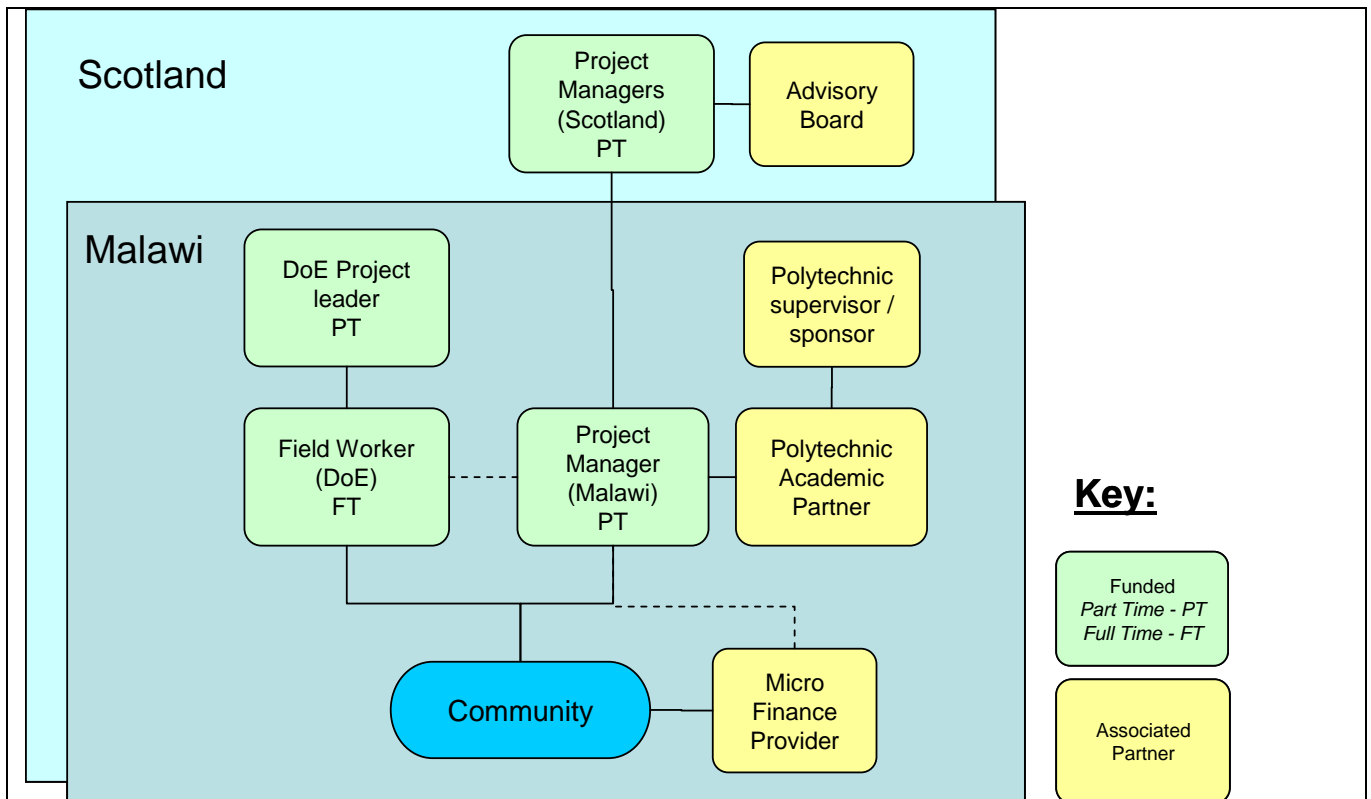 Scotland
Project
Managers
(Scotland)
PT
Advisory
Board
Malawi
DoE Project
leader
PT
Polytechnic
supervisor /
sponsor
Field Worker
(DoE)
FT
Project
Manager
(Malawi)
PT
Polytechnic
Academic
Partner
Community
Micro
Finance
Provider
Key:
Funded
Part Time - PT
Full Time - FT
Associated
Partner